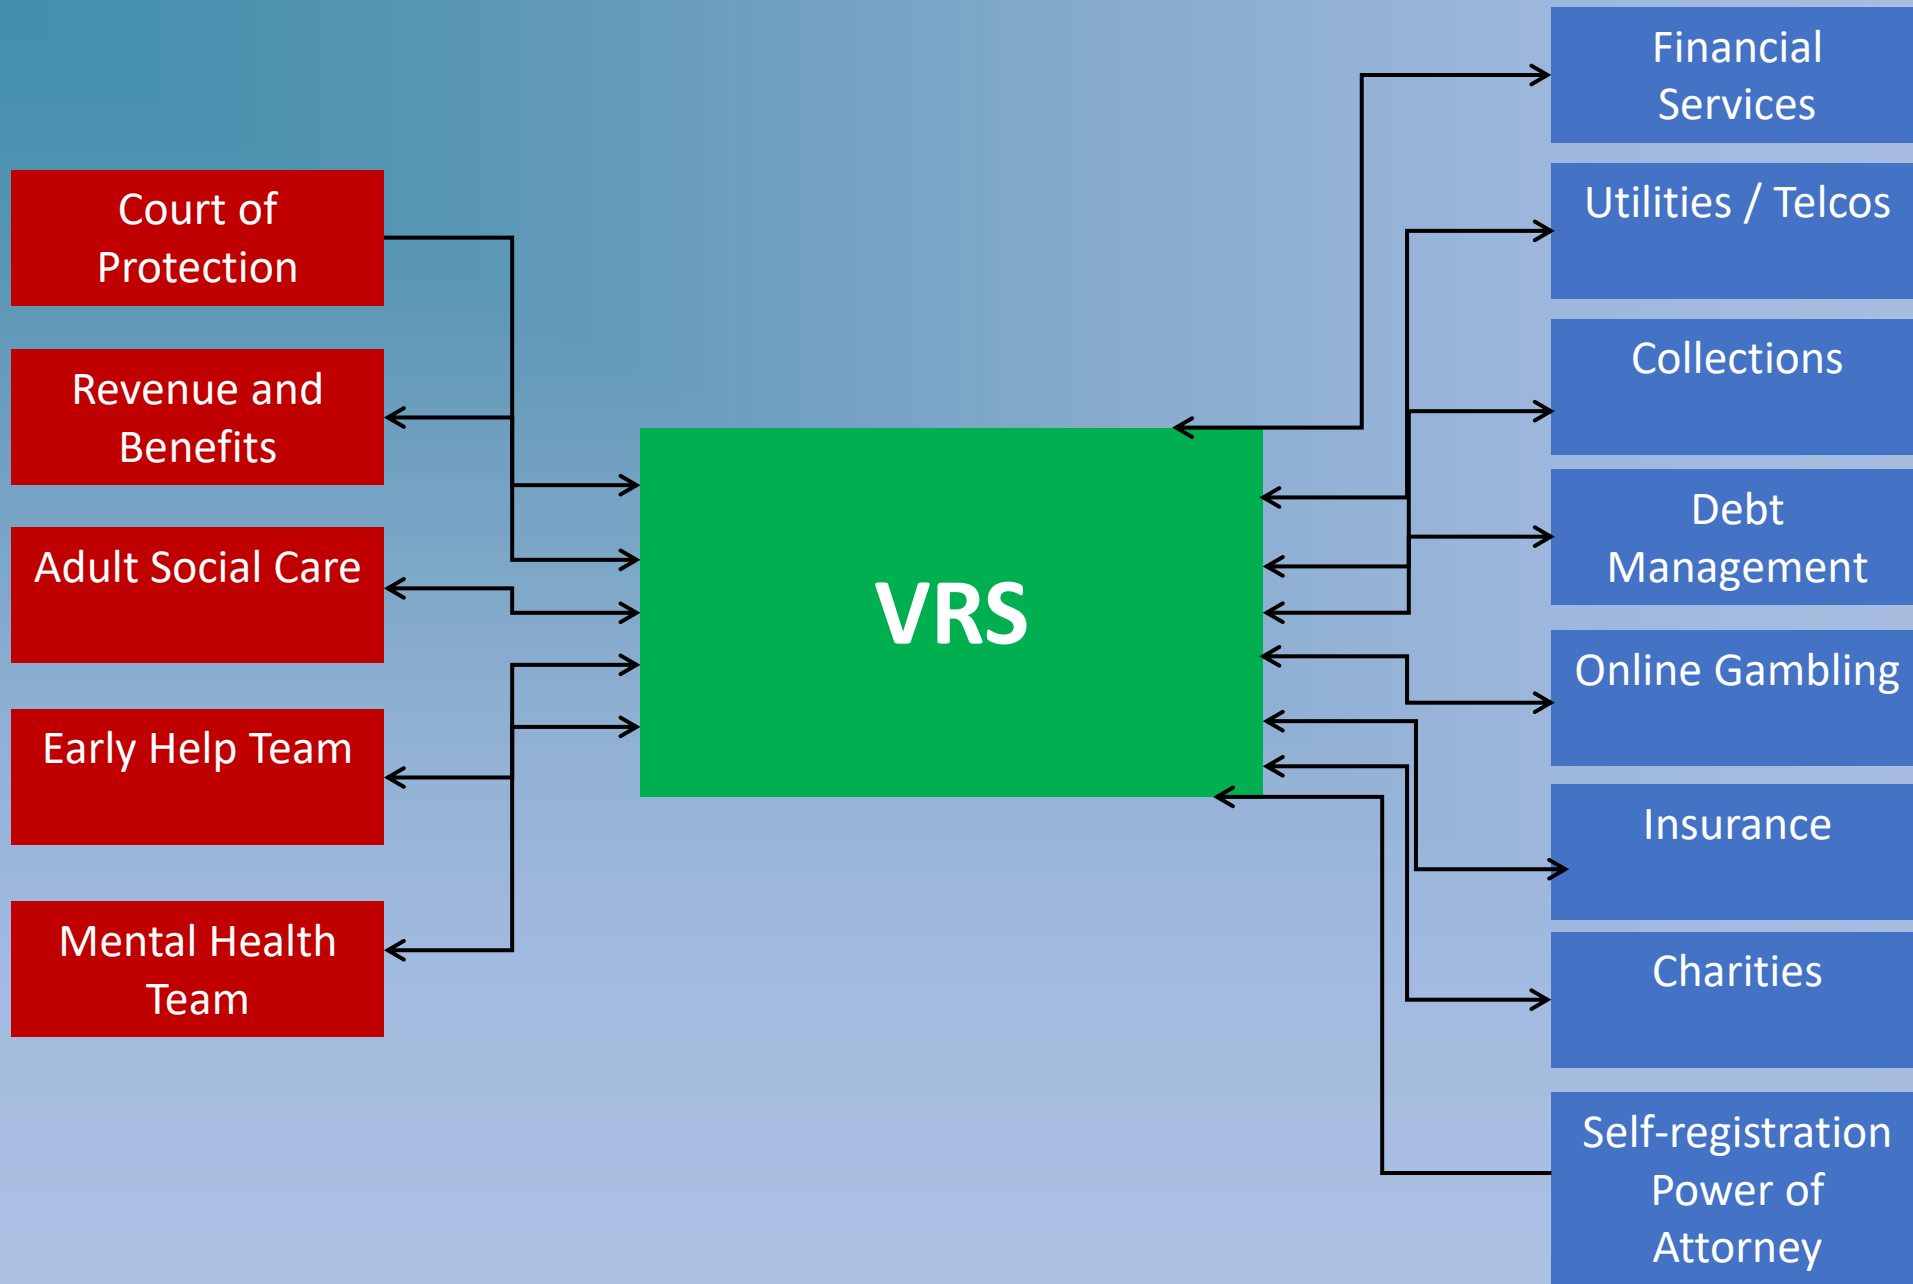 Court of
Protection
Revenue and
Benefits
Adult Social Care
Early Help Team
Mental Health
Team
VRS
Financial
Services
Utilities / Telcos
Collections
Debt
Management
Online Gambling
Insurance
Charities
Self-registration
Power of
Attorney